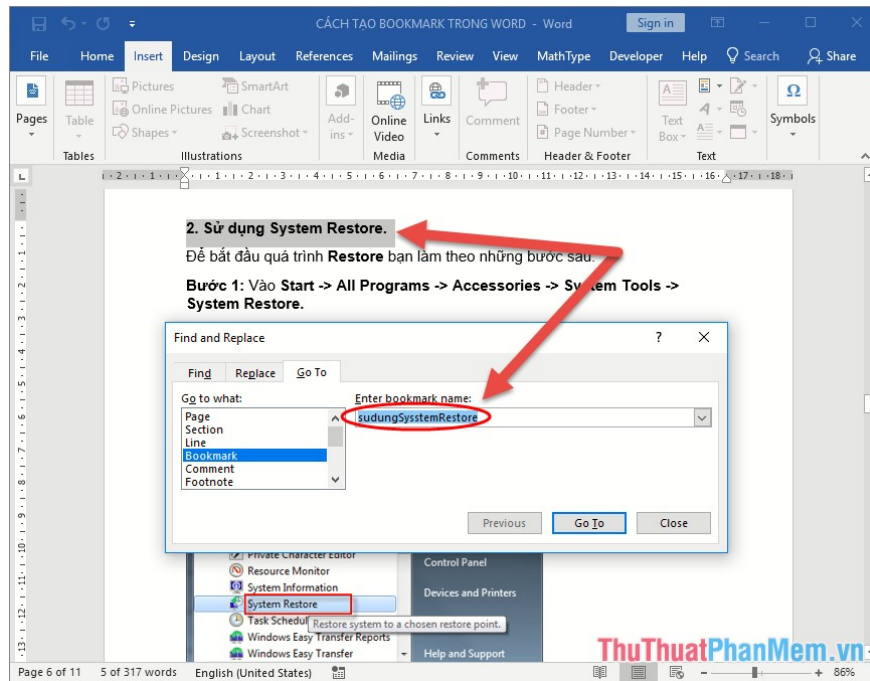 CÁCH TẠO BOOKMARK TRONG WORD - Word
Sign in
File Home Insert Design Layout References Mailings Review View MathType Developer Help Search Share
Pages
Table
Tables
Pictures
Online Pictures
Shapes
SmartArt
Chart
Screenshot
Illustrations
Add-
ins
Online
Video
Media
Links
Comment
Comments
Header
Footer
Page Number
Header & Footer
Text
Box
Text
Symbols
2. Sử dụng System Restore.
Để bắt đầu quá trình Restore bạn làm theo những bước sau.
Bước 1: Vào Start -> All Programs -> Accessories -> System Tools ->
System Restore.
Find and Replace
Find Replace Go To
Go to what:
Page
Section
Line
Bookmark
Comment
Footnote
Enter bookmark name:
sudungSysstemRestore
Previous Go To Close
Private Character Editor
Resource Monitor
System Information
System Restore
Task Schedul
Windows Easy Transfer Reports
Windows Easy Transfer
Restore system to a chosen restore point.
Control Panel
Devices and Printers
Help and Support
ThuThuatPhanMem.vn
Page 6 of 11 5 of 317 words English (United States) 86%